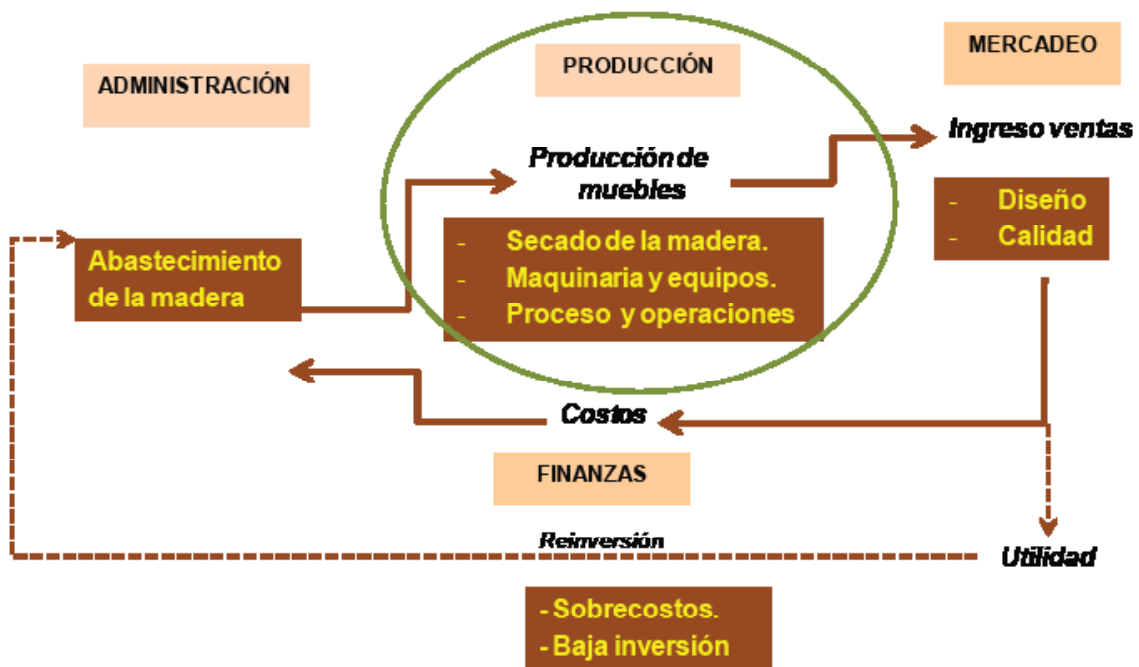 ADMINISTRACIÓN
PRODUCCIÓN
MERCADEO
Ingreso ventas
Producción de
muebles
- Diseño
- Calidad
- Secado de la madera.
- Maquinaria y equipos.
- Proceso y operaciones
Abastecimiento
de la madera
Costos
FINANZAS
Reinversión
Utilidad
- Sobrecostos.
- Baja inversión